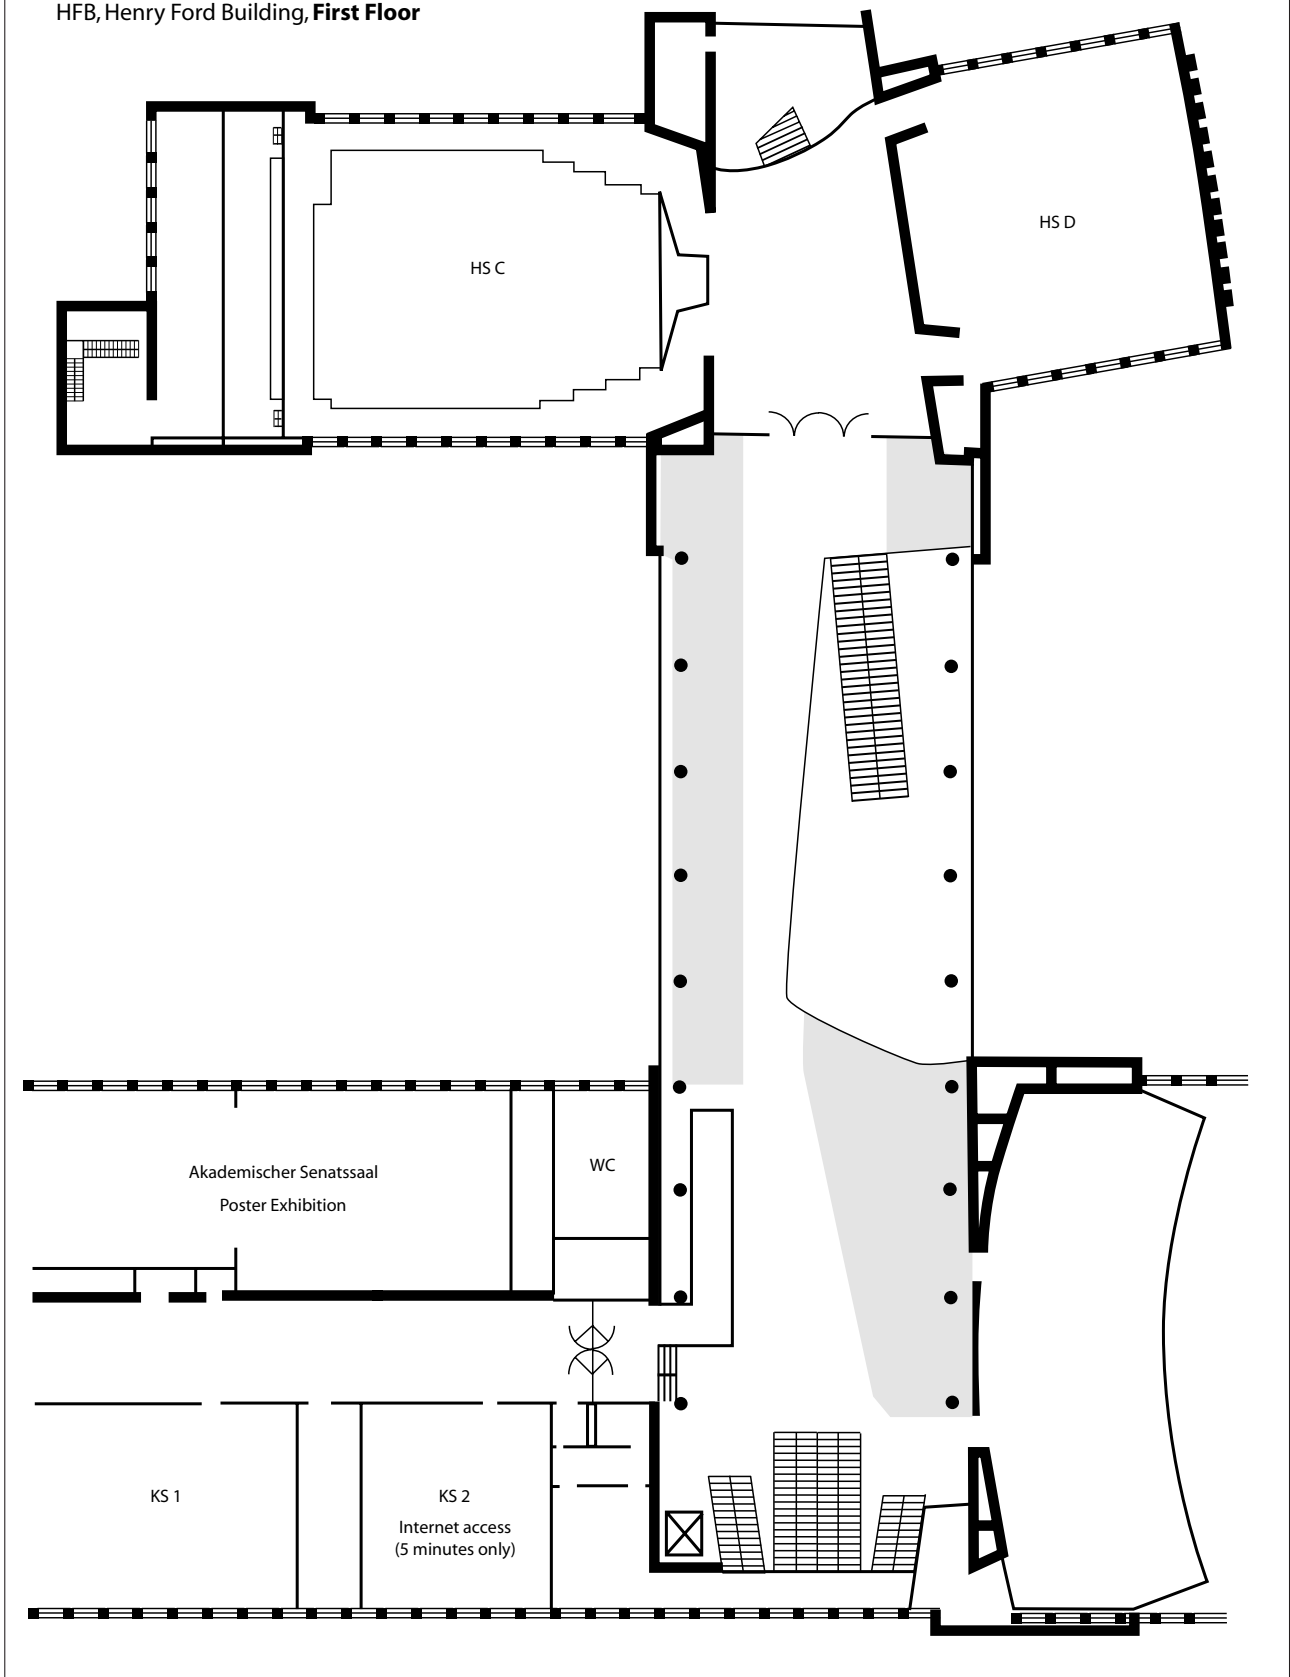 HFB, Henry Ford Building, First Floor
HS D
HS C
WC
Akademischer Senatssaal
Poster Exhibition
KS 1
KS 2
Internet access
(5 minutes only)